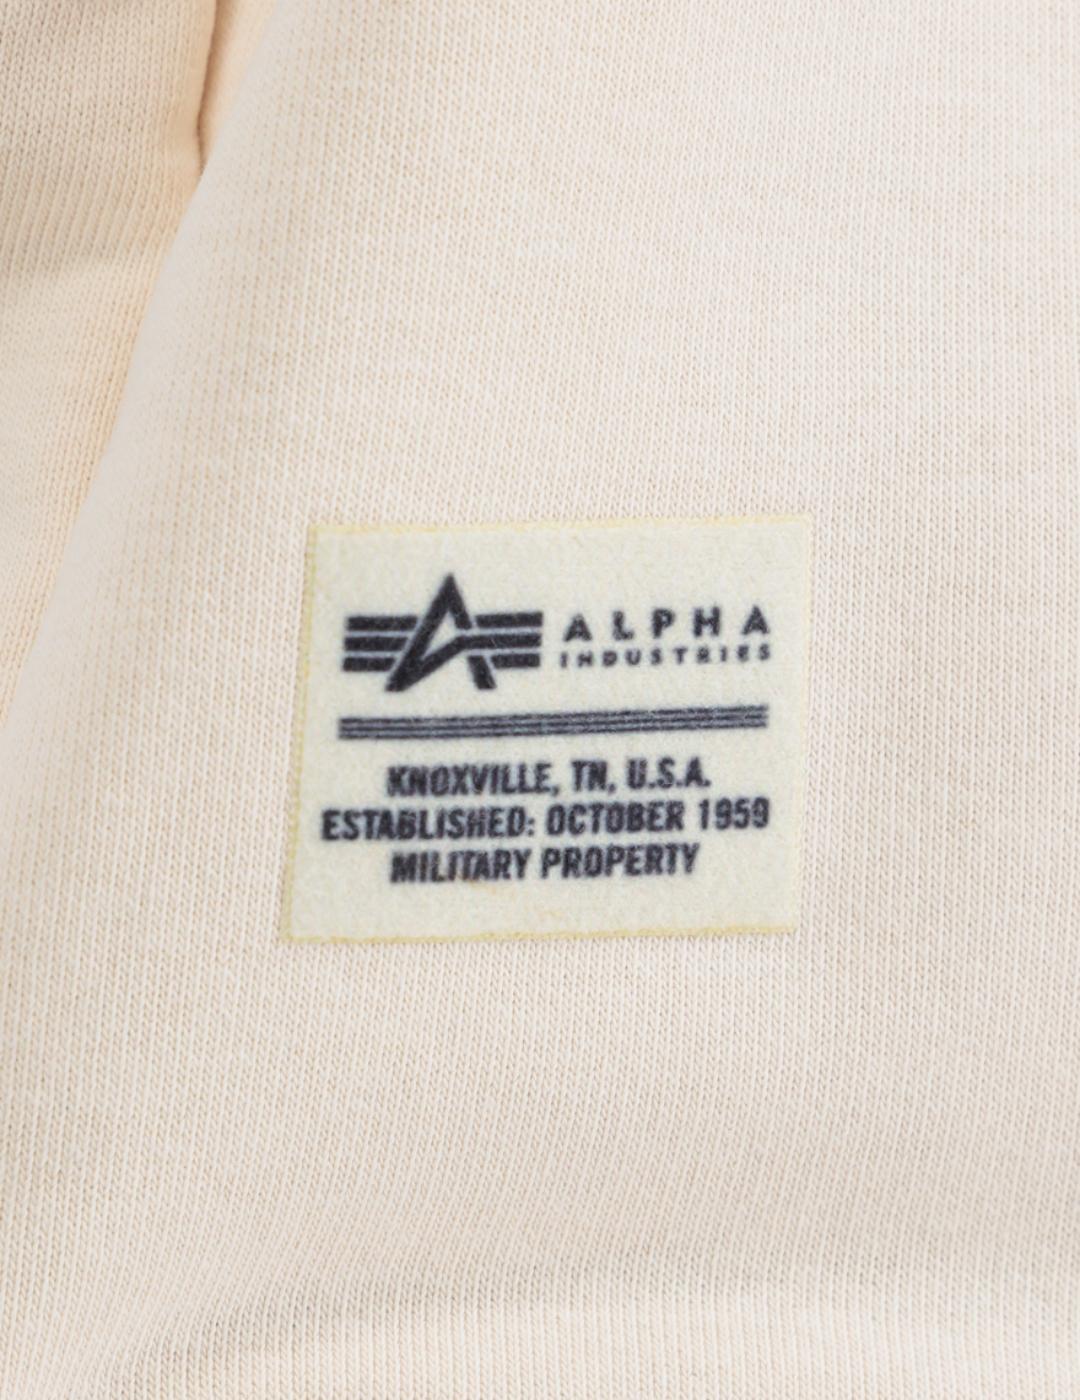 ALPHA
INDUSTRIES
KNOXVILLE, TN, U.S.A.
ESTABLISHED: OCTOBER 1959
MILITARY PROPERTY